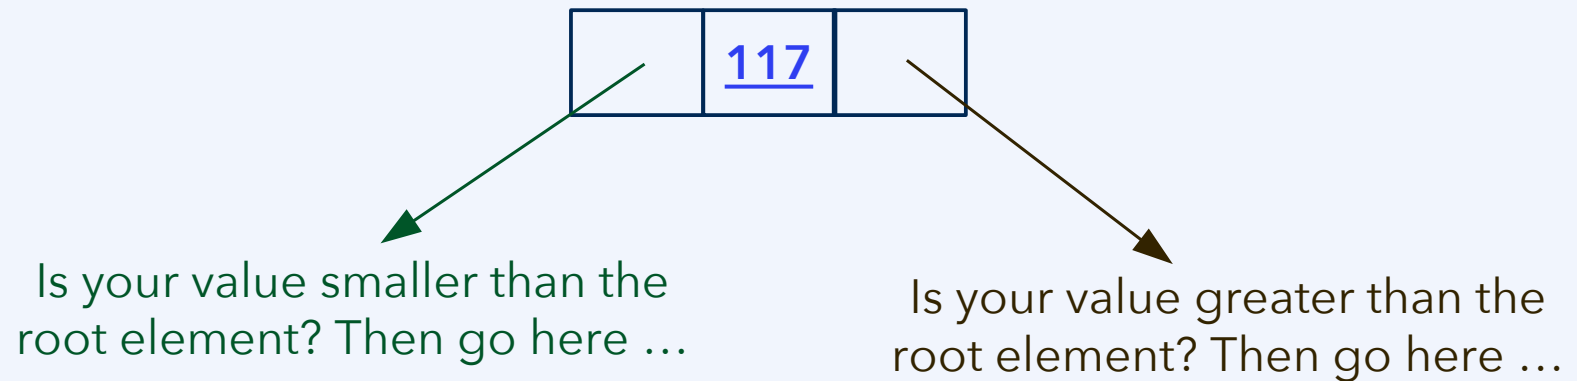 117
Is your value smaller than the
root element? Then go here …
Is your value greater than the
root element? Then go here …